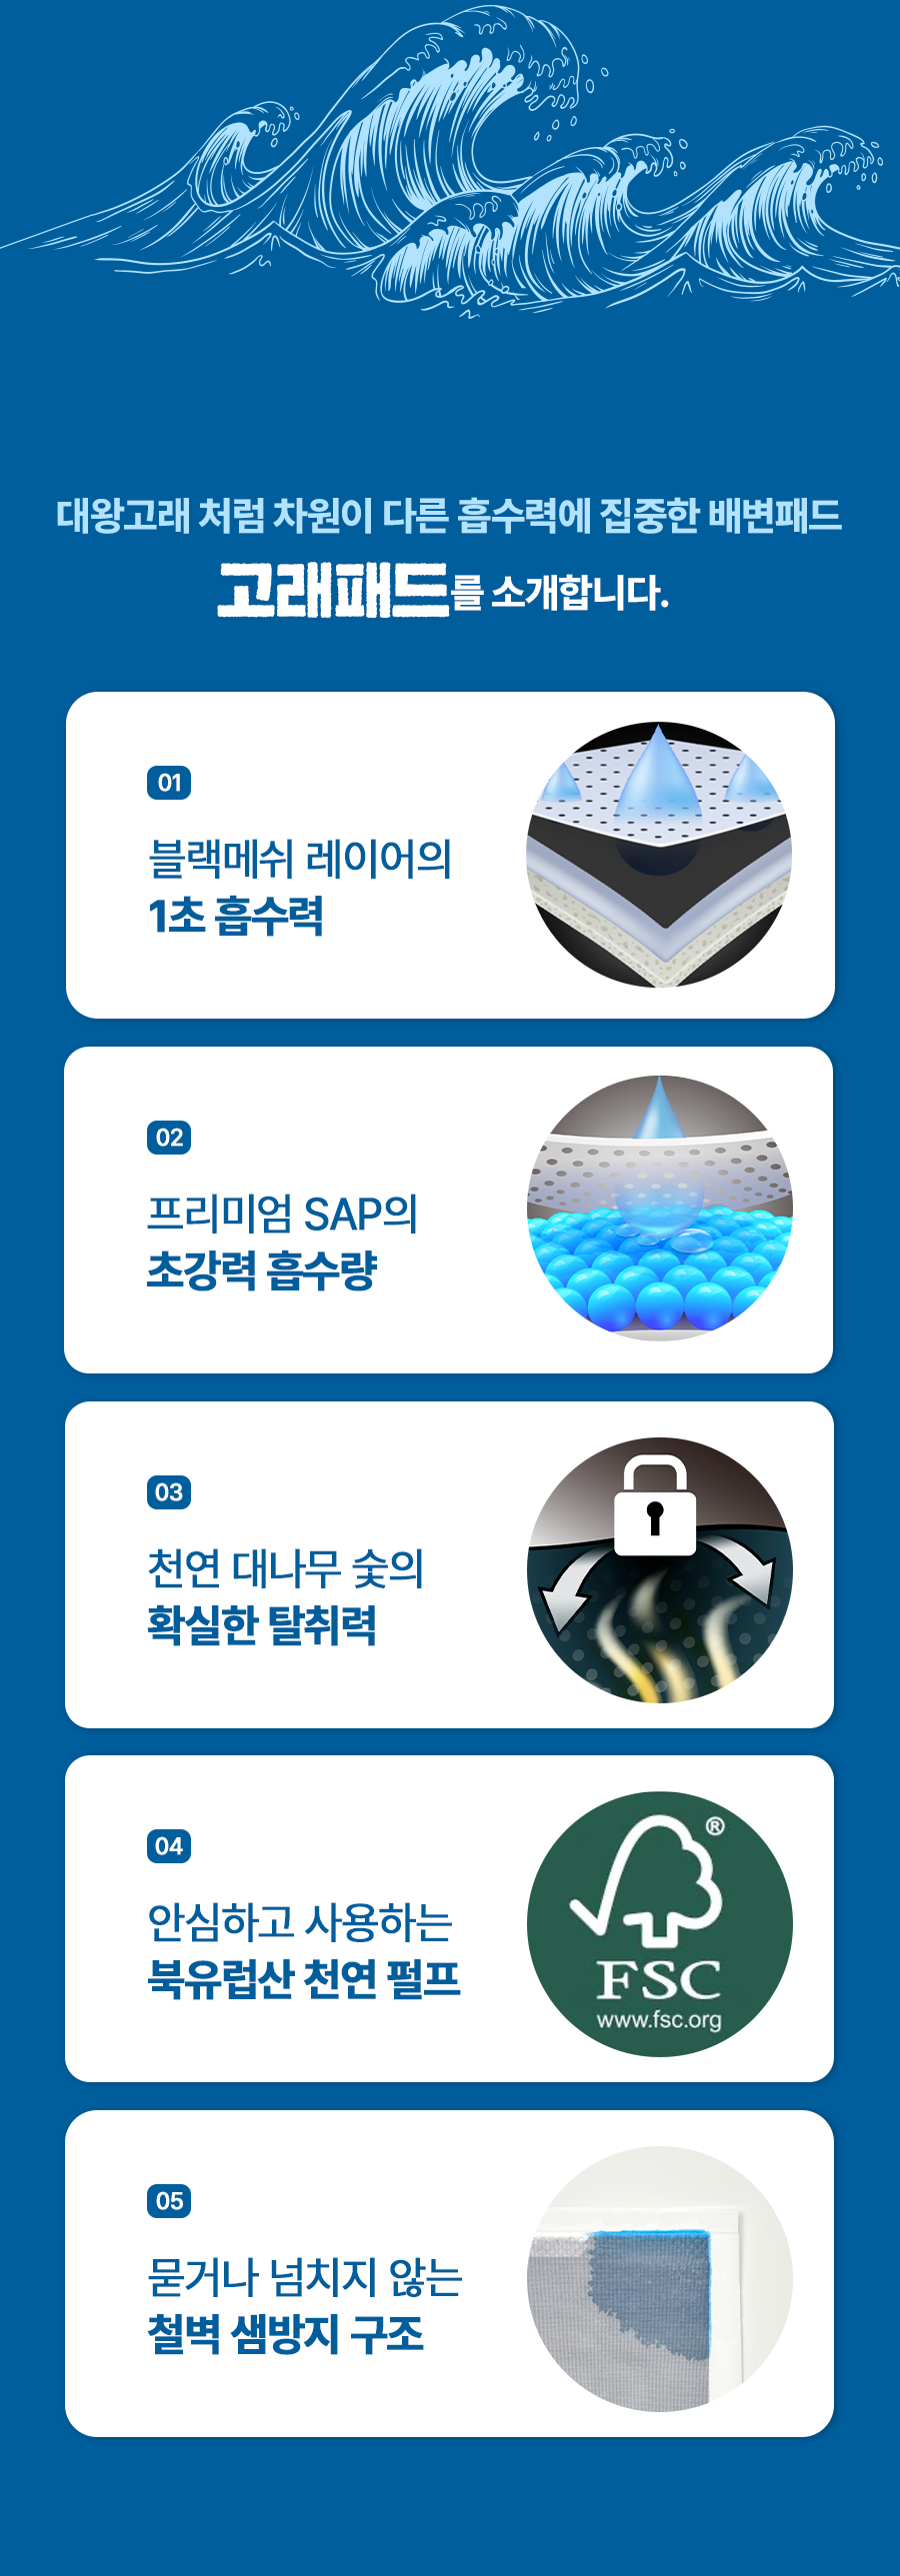 대왕고래 처럼 차원이 다른 흡수력에 집중한 배변패드
고래패드를 소개합니다.
01
블랙메쉬 레이어의
1초 흡수력
02
프리미엄 SAP의
초강력 흡수량
03
천연 대나무 숯의
확실한 탈취력
04
안심하고 사용하는
북유럽산 천연 펄프
®
FSC
www.fsc.org
05
묻거나 넘치지 않는
철벽 샘방지 구조